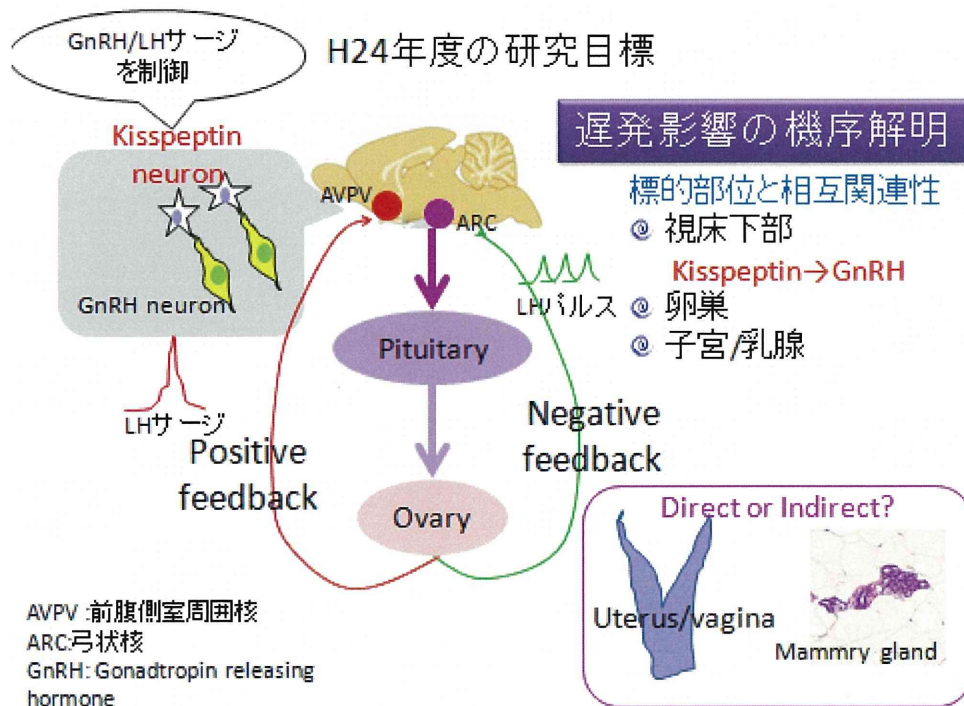 GnRH/LHサージ
を制御
H24年度の研究目標
Kisspeptin
neuron
GnRH neuron
LHサージ
AVPV
ARC
LHパルス
Pituitary
Ovary
Positive
feedback
Negative
feedback
遅発影響の機序解明
標的部位と相互関連性
視床下部
Kisspeptin→GnRH
卵巣
子宮/乳腺
Direct or Indirect?
Uterus/vagina
Mammry gland
AVPV :前腹側室周囲核
ARC:弓状核
GnRH: Gonadtropin releasing
hormone